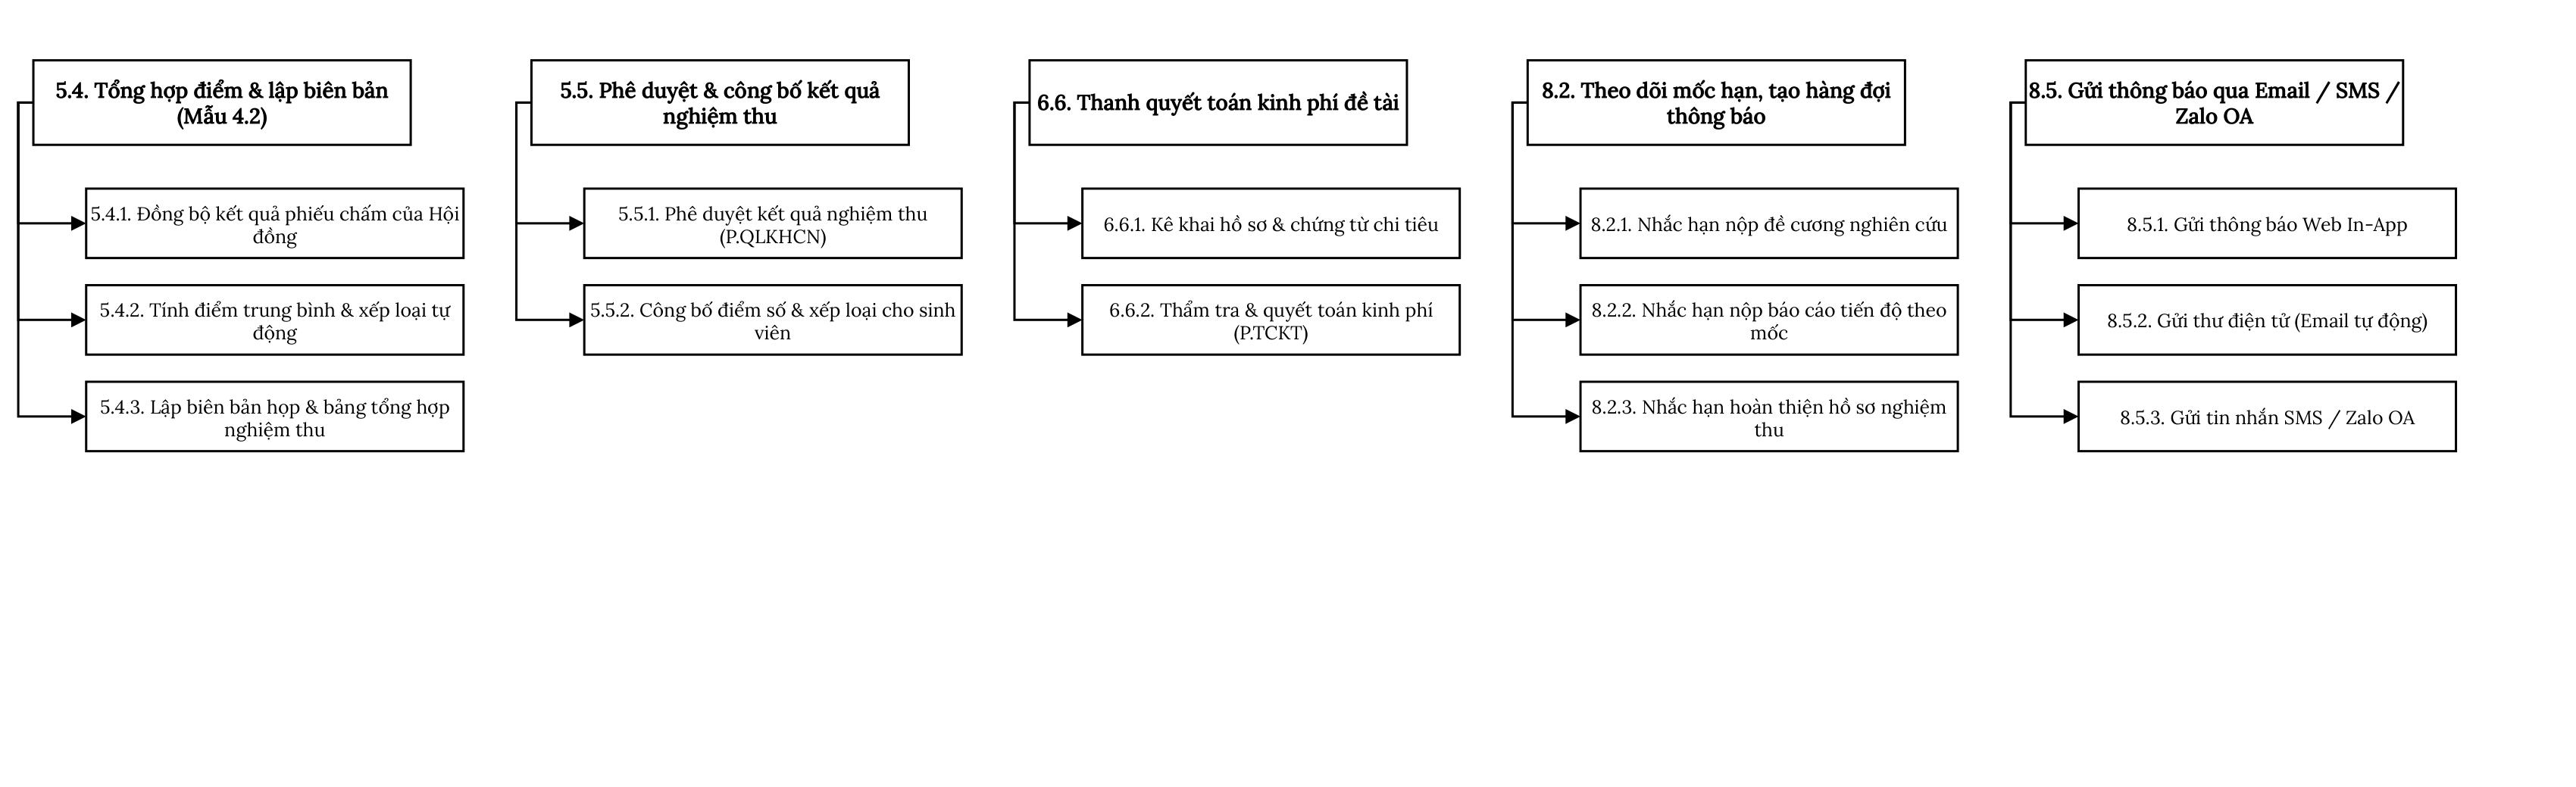 5.4. Tổng hợp điểm & lập biên bản
(Mẫu 4.2)
5.4.1. Đồng bộ kết quả phiếu chấm của Hội
đồng
5.4.2. Tính điểm trung bình & xếp loại tự
động
5.4.3. Lập biên bản họp & bảng tổng hợp
nghiệm thu
5.5. Phê duyệt & công bố kết quả
nghiệm thu
5.5.1. Phê duyệt kết quả nghiệm thu
(P.QLKHCN)
5.5.2. Công bố điểm số & xếp loại cho sinh
viên
6.6. Thanh quyết toán kinh phí đề tài
6.6.1. Kê khai hồ sơ & chứng từ chi tiêu
6.6.2. Thẩm tra & quyết toán kinh phí
(P.TCKT)
8.2. Theo dõi mốc hạn, tạo hàng đợi
thông báo
8.2.1. Nhắc hạn nộp đề cương nghiên cứu
8.2.2. Nhắc hạn nộp báo cáo tiến độ theo
mốc
8.2.3. Nhắc hạn hoàn thiện hồ sơ nghiệm
thu
8.5. Gửi thông báo qua Email / SMS /
Zalo OA
8.5.1. Gửi thông báo Web In-App
8.5.2. Gửi thư điện tử (Email tự động)
8.5.3. Gửi tin nhắn SMS / Zalo OA